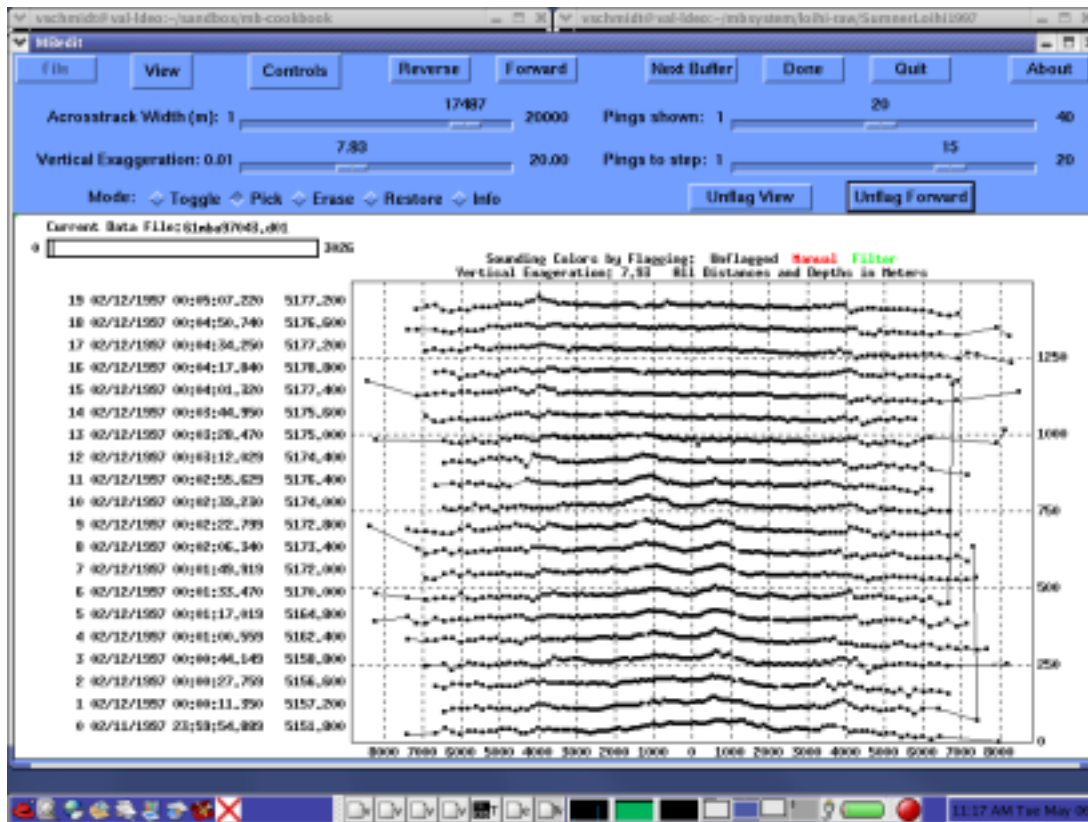 vschmidt@val-ldeo:~/sandbox/mb-cookbook vschmidt@val-ldeo:~/mbsystem/loihi-raw/SumnerLoihi1997
MBedit
File View Controls Reverse Forward Next Buffer Done Quit About
17487 20
Acrosstrack Width (m): 1 20000 Pings shown: 1 40
7.93 15
Vertical Exaggeration: 0.01 20.00 Pings to step: 1 20
Mode: Toggle Pick Erase Restore Info Unflag View Unflag Forward
Current Data File:
0 3026
Sounding Colors by Flagging: Unflagged Manual Filter
Vertical Exageration: 7.93 All Distances and Depths in Meters
19 02/12/1997 00:05:07.220 5177.200
18 02/12/1997 00:04:50.740 5176.600
17 02/12/1997 00:04:34.250 5177.200
1250
16 02/12/1997 00:04:17.840 5178.800
15 02/12/1997 00:04:01.320 5177.400
14 02/12/1997 00:03:44.950 5175.600
13 02/12/1997 00:03:28.470 5175.000 1000
12 02/12/1997 00:03:12.029 5174.400
11 02/12/1997 00:02:55.629 5176.400
10 02/12/1997 00:02:39.230 5174.000 750
9 02/12/1997 00:02:22.799 5172.800
8 02/12/1997 00:02:06.340 5173.400
7 02/12/1997 00:01:49.919 5172.000
6 02/12/1997 00:01:33.470 5170.000 500
5 02/12/1997 00:01:17.019 5164.800
4 02/12/1997 00:01:00.559 5162.400
3 02/12/1997 00:00:44.149 5158.800 250
2 02/12/1997 00:00:27.759 5156.600
1 02/12/1997 00:00:11.350 5157.200
0 02/11/1997 23:59:54.889 5151.800 0
8000 7000 6000 5000 4000 3000 2000 1000 0 1000 2000 3000 4000 5000 6000 7000 8000
11:17 AM Tue May